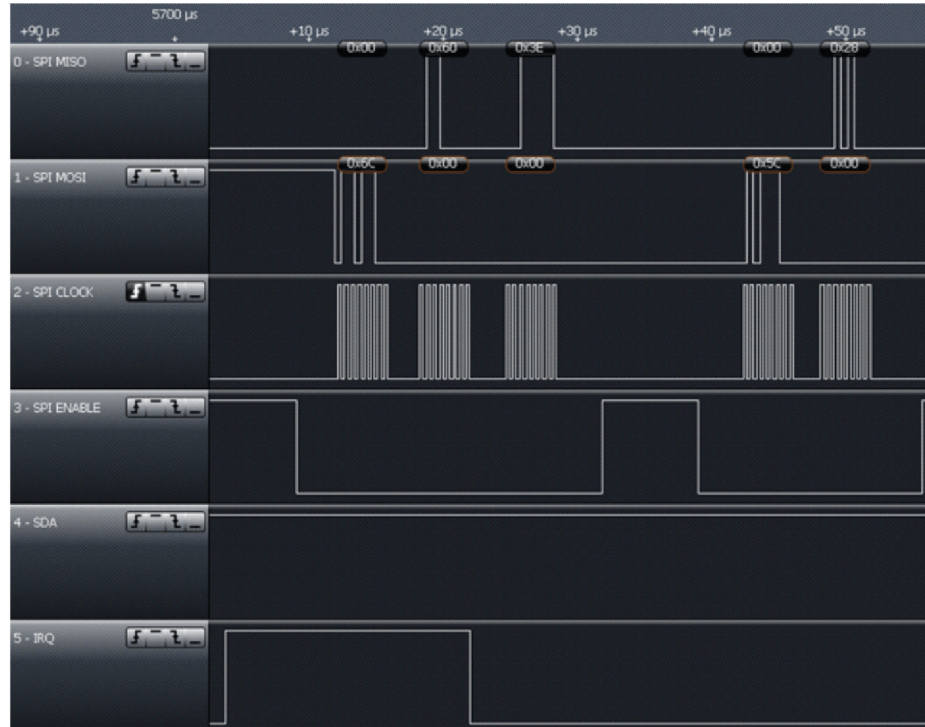 5700 µs
+90 µs +10 µs +20 µs +30 µs +40 µs +50 µs
0x00 0x60 0x3E 0x00 0x28
0 - SPI MISO
0x6C 0x00 0x00 0x5C 0x00
1 - SPI MOSI
2 - SPI CLOCK
3 - SPI ENABLE
4 - SDA
5 - IRQ